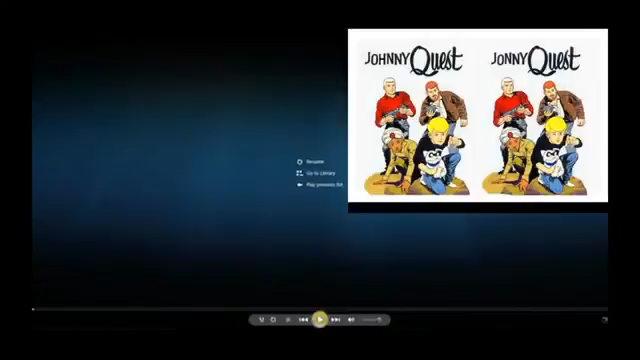 JOHNNY Quest
JONNY Quest
Resume
Go to Library
Play previous list